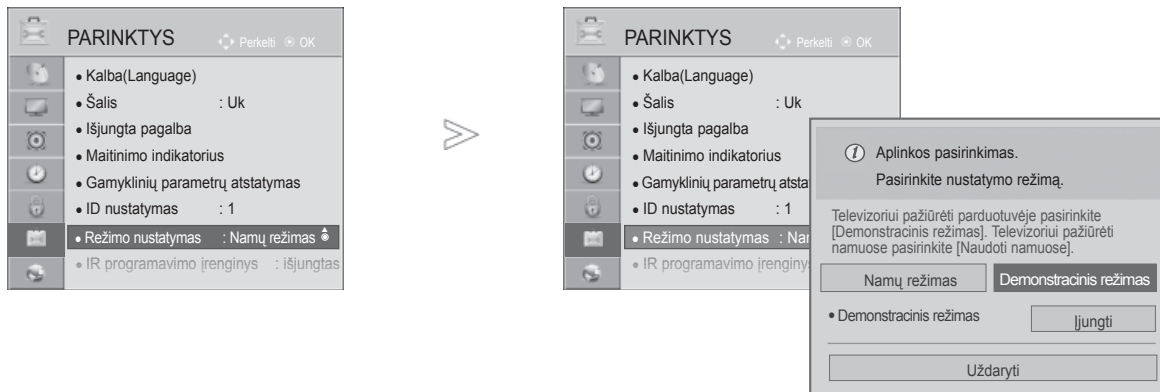 PARINKTYS Perkelti OK
• Kalba(Language)
• Šalis : Uk
• Išjungta pagalba
• Maitinimo indikatorius
• Gamyklinių parametrų atstatymas
• ID nustatymas : 1
• Režimo nustatymas : Namų režimas
• IR programavimo įrenginys : išjungtas
PARINKTYS Perkelti OK
• Kalba(Language)
• Šalis : Uk
• Išjungta pagalba
• Maitinimo indikatorius
• Gamyklinių parametrų atsta
• ID nustatymas : 1
• Režimo nustatymas : Nam
• IR programavimo įrenginys
Aplinkos pasirinkimas.
Pasirinkite nustatymo režimą.
Televizoriui pažiūrėti parduotuvėje pasirinkite
[Demonstracinis režimas]. Televizoriui pažiūrėti
namuose pasirinkite [Naudoti namuose].
Namų režimas Demonstracinis režimas
• Demonstracinis režimas Įjungti
Uždaryti